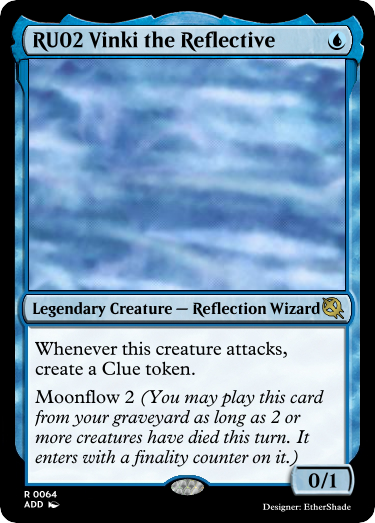 RU02 Vinki the Reflective
Legendary Creature — Reflection Wizard
Whenever this creature attacks,
create a Clue token.
Moonflow 2 (You may play this card
from your graveyard as long as 2 or
more creatures have died this turn. It
enters with a finality counter on it.)
0/1
R 0064
ADD
Designer: EtherShade